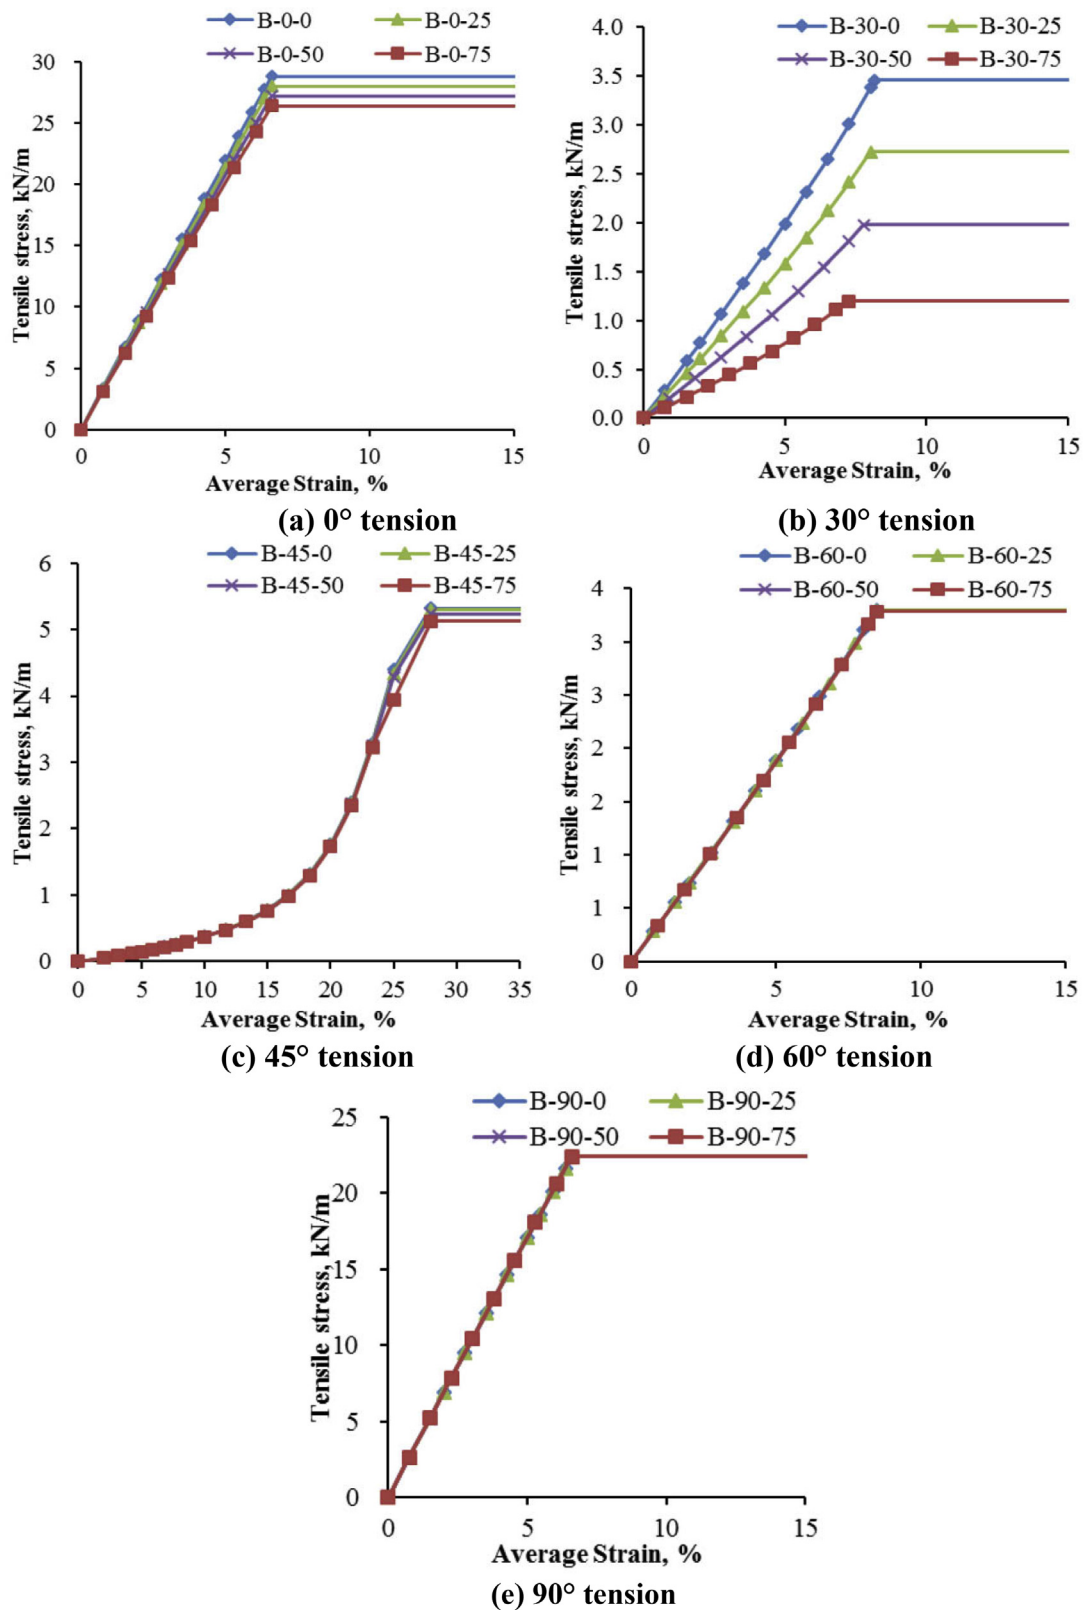 B-0-0 B-0-25
B-0-50 B-0-75
30
25
20
15
10
5
0
Tensile stress, kN/m
0 5 10 15
Average Strain, %
(a) 0° tension
B-30-0 B-30-25
B-30-50 B-30-75
4.0
3.5
3.0
2.5
2.0
1.5
1.0
0.5
0.0
Tensile stress, kN/m
0 5 10 15
Average Strain, %
(b) 30° tension
B-45-0 B-45-25
B-45-50 B-45-75
6
5
4
3
2
1
0
Tensile stress, kN/m
0 5 10 15 20 25 30 35
Average Strain, %
(c) 45° tension
B-60-0 B-60-25
B-60-50 B-60-75
4
3
3
2
2
1
1
0
Tensile stress, kN/m
0 5 10 15
Average Strain, %
(d) 60° tension
B-90-0 B-90-25
B-90-50 B-90-75
25
20
15
10
5
0
Tensile stress, kN/m
0 5 10 15
Average Strain, %
(e) 90° tension